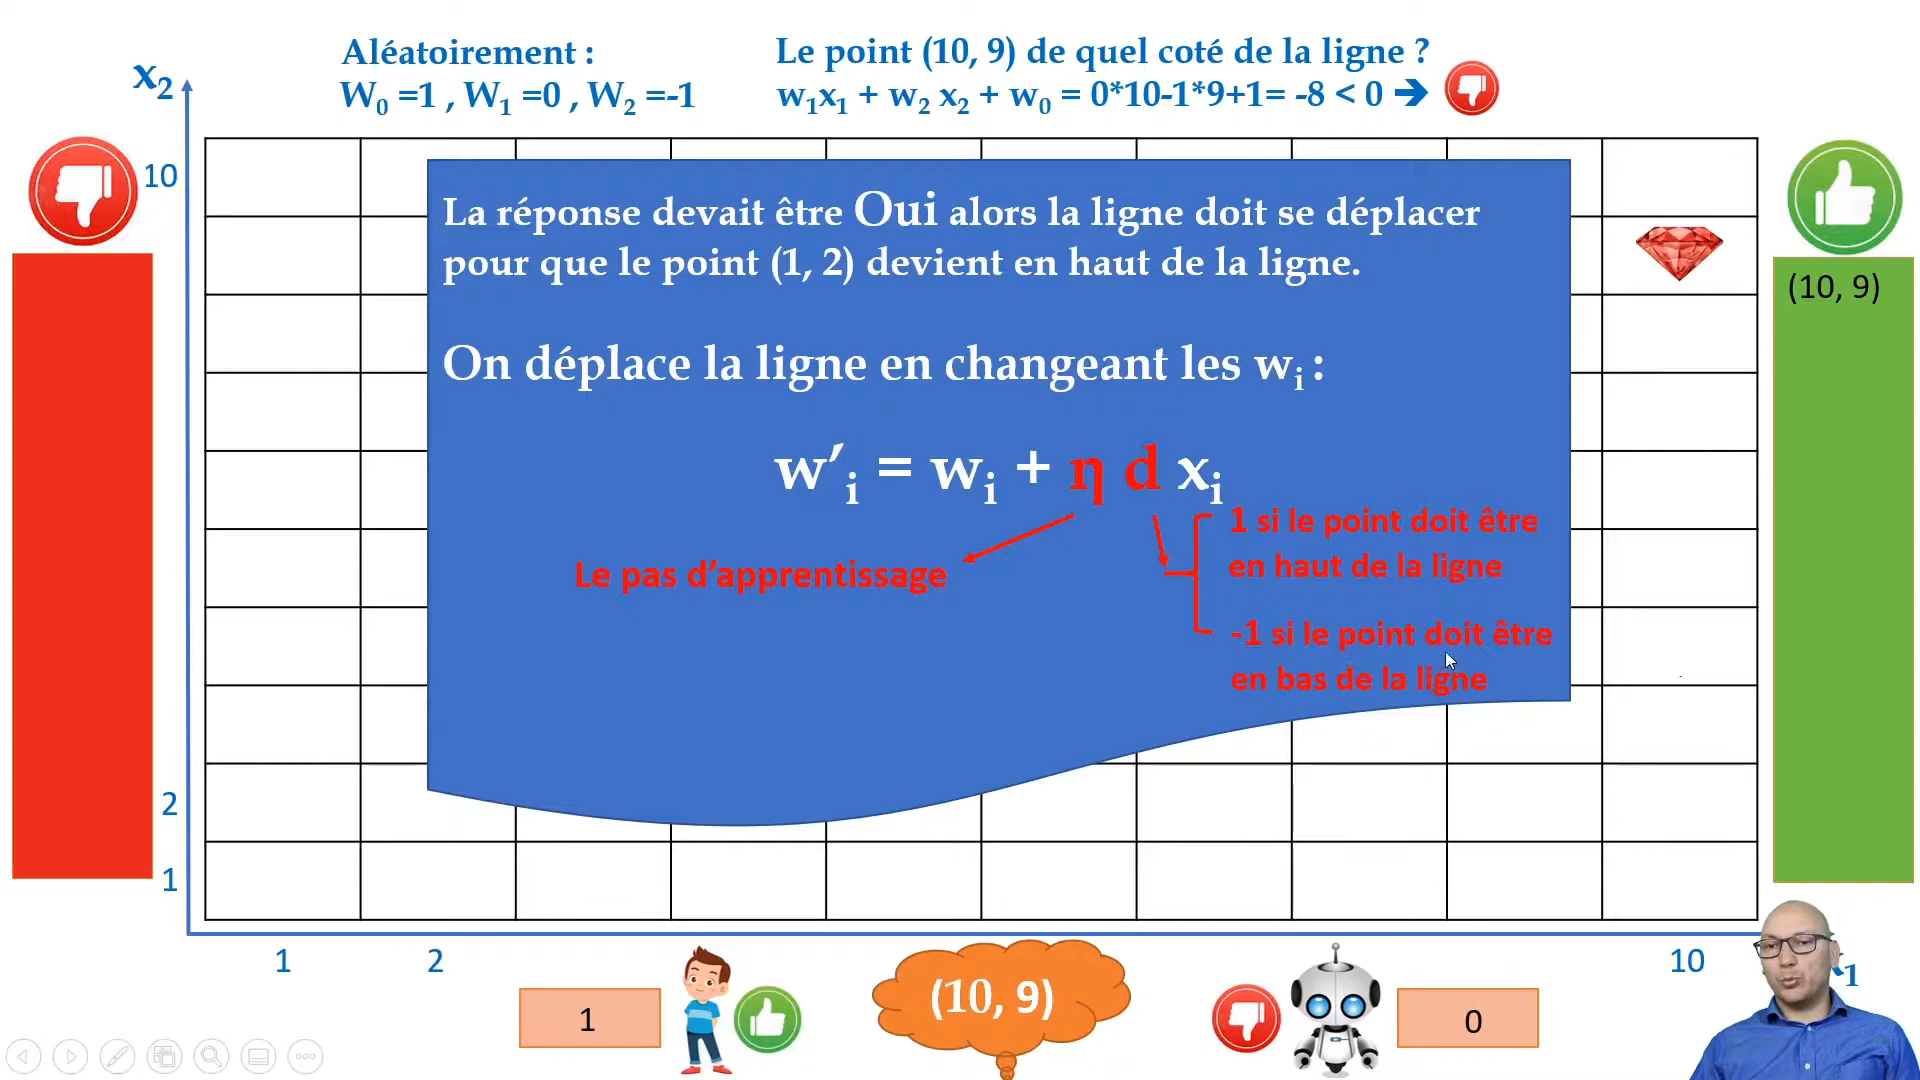 Aléatoirement :
W0 =1 , W1 =0 , W2 =-1
Le point (10, 9) de quel coté de la ligne ?
w1x1 + w2 x2 + w0 = 0*10-1*9+1= -8 < 0 ➔
x2
10
La réponse devait être Oui alors la ligne doit se déplacer
pour que le point (1, 2) devient en haut de la ligne.
(10, 9)
On déplace la ligne en changeant les wi :
w′i = wi + η d xi
1 si le point doit être
en haut de la ligne
Le pas d’apprentissage
-1 si le point doit être
en bas de la ligne
2
1
1
2
10
1
1
(10, 9)
0